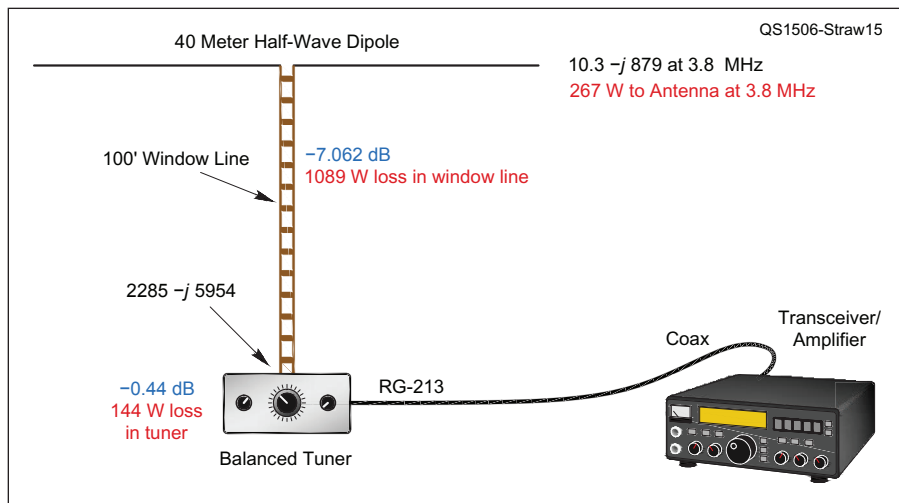 QS1506-Straw15
40 Meter Half-Wave Dipole
10.3 −j 879 at 3.8 MHz
267 W to Antenna at 3.8 MHz
100' Window Line
−7.062 dB
1089 W loss in window line
2285 −j 5954
Transceiver/
Amplifier
Coax
RG-213
−0.44 dB
144 W loss
in tuner
Balanced Tuner